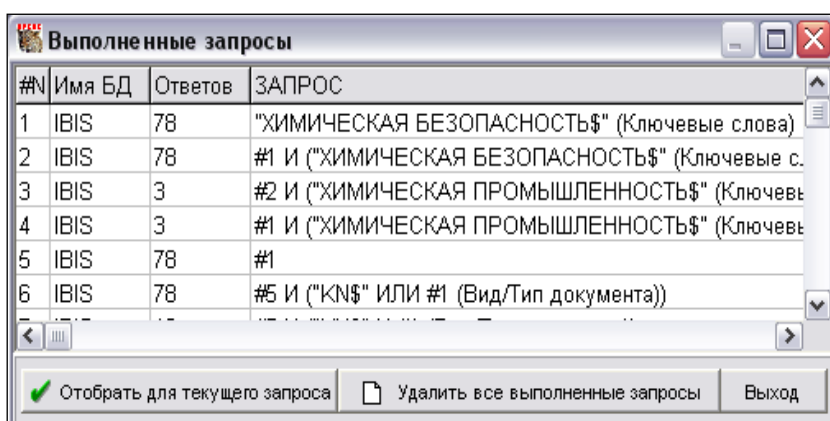 ИРБИС
Выполненные запросы
#N Имя БД Ответов ЗАПРОС
1 IBIS 78 "ХИМИЧЕСКАЯ БЕЗОПАСНОСТЬ$" (Ключевые слова)
2 IBIS 78 #1 И ("ХИМИЧЕСКАЯ БЕЗОПАСНОСТЬ$" (Ключевые с.
3 IBIS 3 #2 И ("ХИМИЧЕСКАЯ ПРОМЫШЛЕННОСТЬ$" (Ключевы
4 IBIS 3 #1 И ("ХИМИЧЕСКАЯ ПРОМЫШЛЕННОСТЬ$" (Ключевы
5 IBIS 78 #1
6 IBIS 78 #5 И ("KN$" ИЛИ #1 (Вид/Тип документа))
Отобрать для текущего запроса Удалить все выполненные запросы Выход